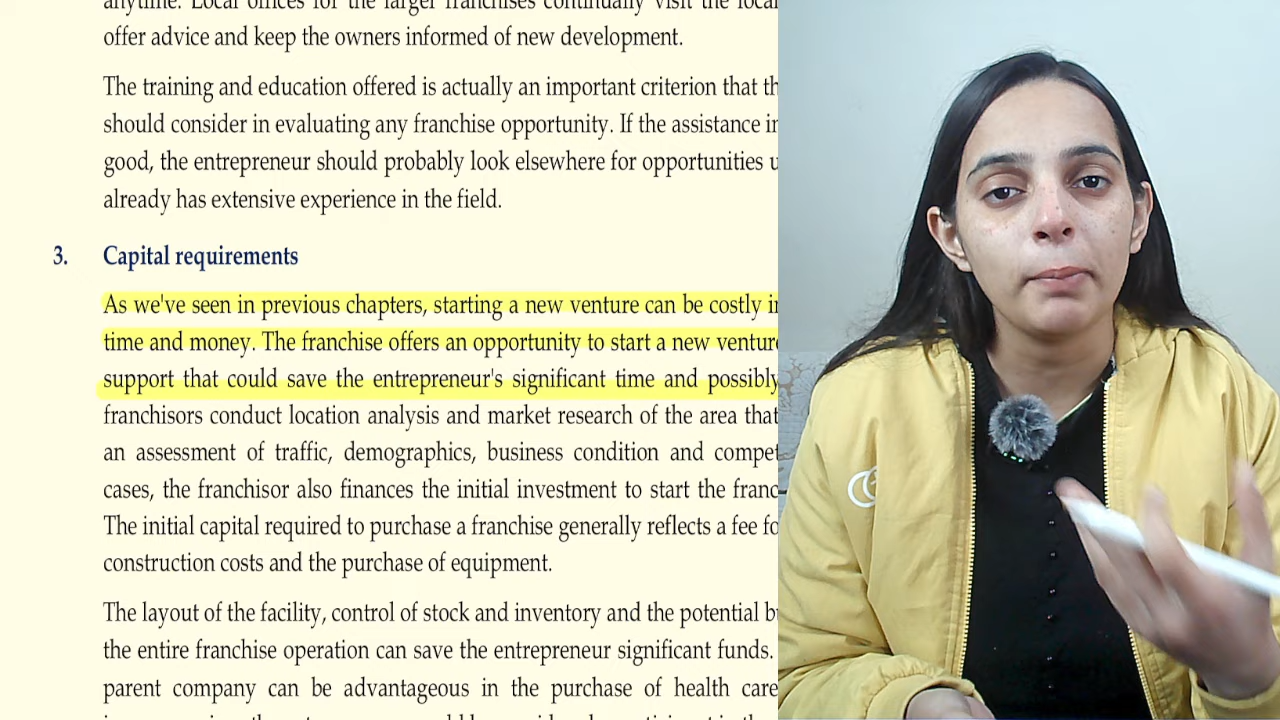 anytime. Local offices for the larger franchises continually visit the local
offer advice and keep the owners informed of new development.
The training and education offered is actually an important criterion that
should consider in evaluating any franchise opportunity. If the assistance
good, the entrepreneur should probably look elsewhere for opportunities
already has extensive experience in the field.
3. Capital requirements
As we've seen in previous chapters, starting a new venture can be costly
time and money. The franchise offers an opportunity to start a new venture
support that could save the entrepreneur's significant time and possibly
franchisors conduct location analysis and market research of the area that
an assessment of traffic, demographics, business condition and
cases, the franchisor also finances the initial investment to start the
The initial capital required to purchase a franchise generally reflects a fee
construction costs and the purchase of equipment.
The layout of the facility, control of stock and inventory and the potential
the entire franchise operation can save the entrepreneur significant funds.
parent company can be advantageous in the purchase of health care